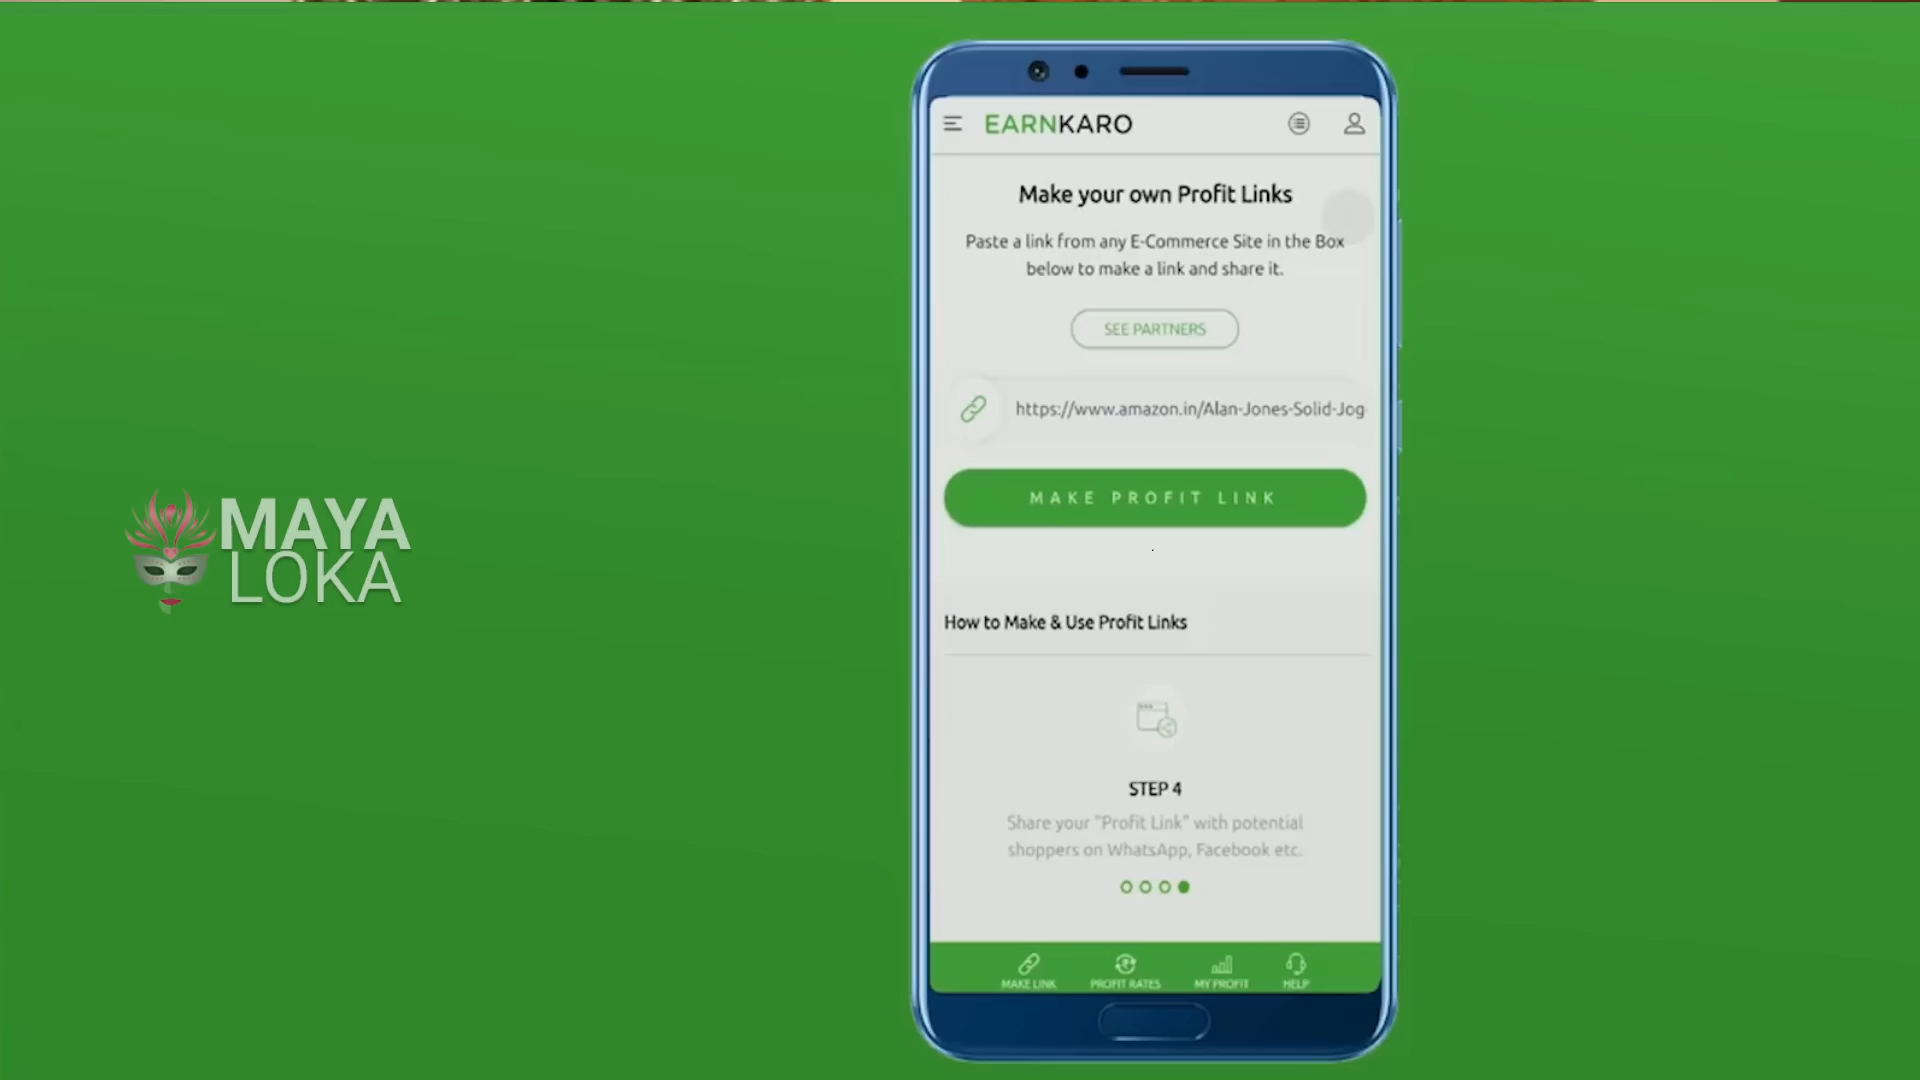 EARNKARO
Make your own Profit Links
Paste a link from any E-Commerce Site in the Box
below to make a link and share it.
SEE PARTNERS
https://www.amazon.in/Alan-Jones-Solid-Jog
MAKE PROFIT LINK
How to Make & Use Profit Links
STEP 4
Share your "Profit Link" with potential
shoppers on WhatsApp, Facebook etc.
MAKE LINK
PROFIT RATES
MY PROFIT
HELP
MAYA
LOKA